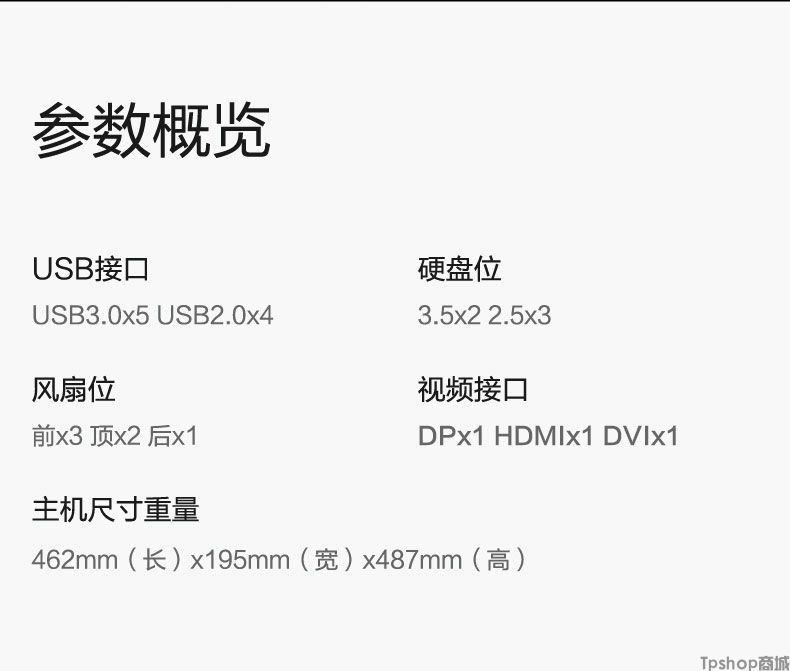 参数概览
USB接口
USB3.0x5 USB2.0x4
硬盘位
3.5x2 2.5x3
风扇位
前x3 顶x2 后x1
视频接口
DPx1 HDMIx1 DVIx1
主机尺寸重量
462mm（长）x195mm（宽）x487mm（高）
Tpshop商城